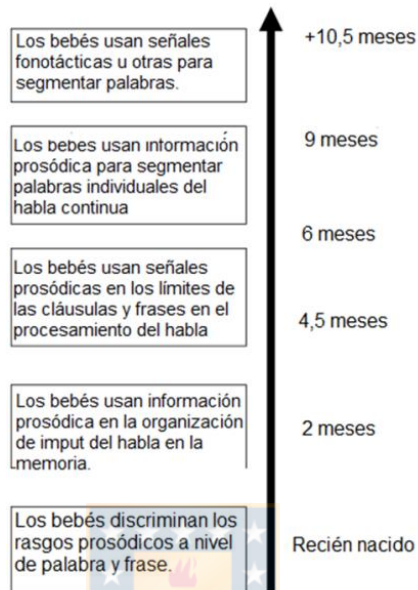 Los bebés usan señales
fonotácticas u otras para
segmentar palabras.
+10,5 meses
Los bebes usan información
prosódica para segmentar
palabras individuales del
habla continua
9 meses
6 meses
Los bebés usan señales
prosódicas en los límites de
las cláusulas y frases en el
procesamiento del habla
4,5 meses
Los bebés usan información
prosódica en la organización
de imput del habla en la
memoria.
2 meses
Los bebés discriminan los
rasgos prosódicos a nivel
de palabra y frase.
Recién nacido